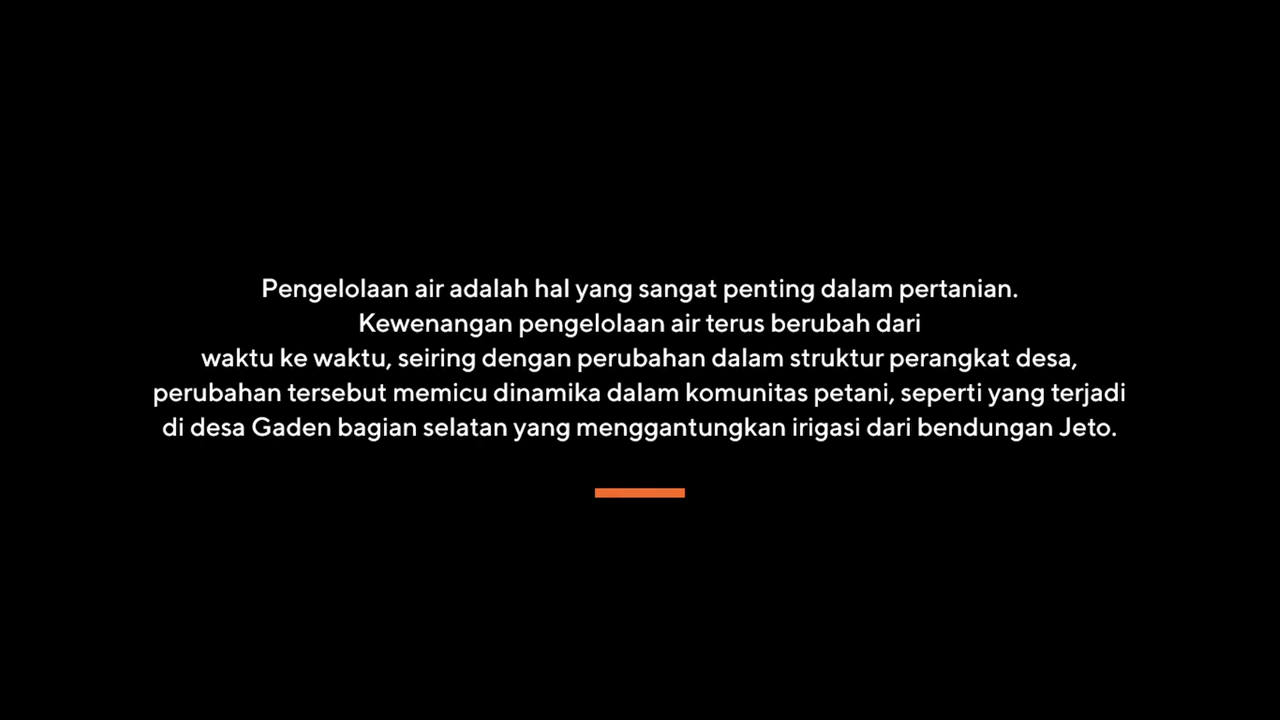 Pengelolaan air adalah hal yang sangat penting dalam pertanian.
Kewenangan pengelolaan air terus berubah dari
waktu ke waktu, seiring dengan perubahan dalam struktur perangkat desa,
perubahan tersebut memicu dinamika dalam komunitas petani, seperti yang terjadi
di desa Gaden bagian selatan yang menggantungkan irigasi dari bendungan Jeto.